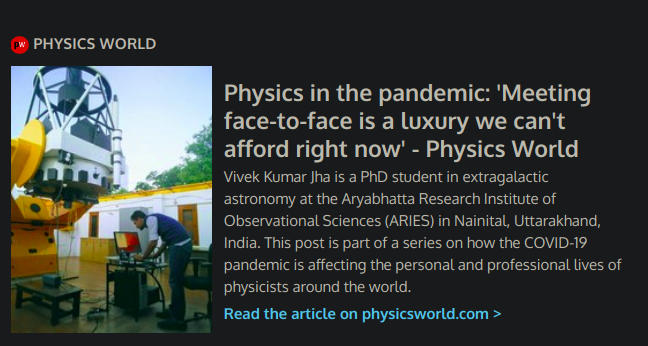 PW PHYSICS WORLD
Physics in the pandemic: 'Meeting
face-to-face is a luxury we can't
afford right now' - Physics World
Vivek Kumar Jha is a PhD student in extragalactic
astronomy at the Aryabhatta Research Institute of
Observational Sciences (ARIES) in Nainital, Uttarakhand,
India. This post is part of a series on how the COVID-19
pandemic is affecting the personal and professional lives of
physicists around the world.
Read the article on physicsworld.com >